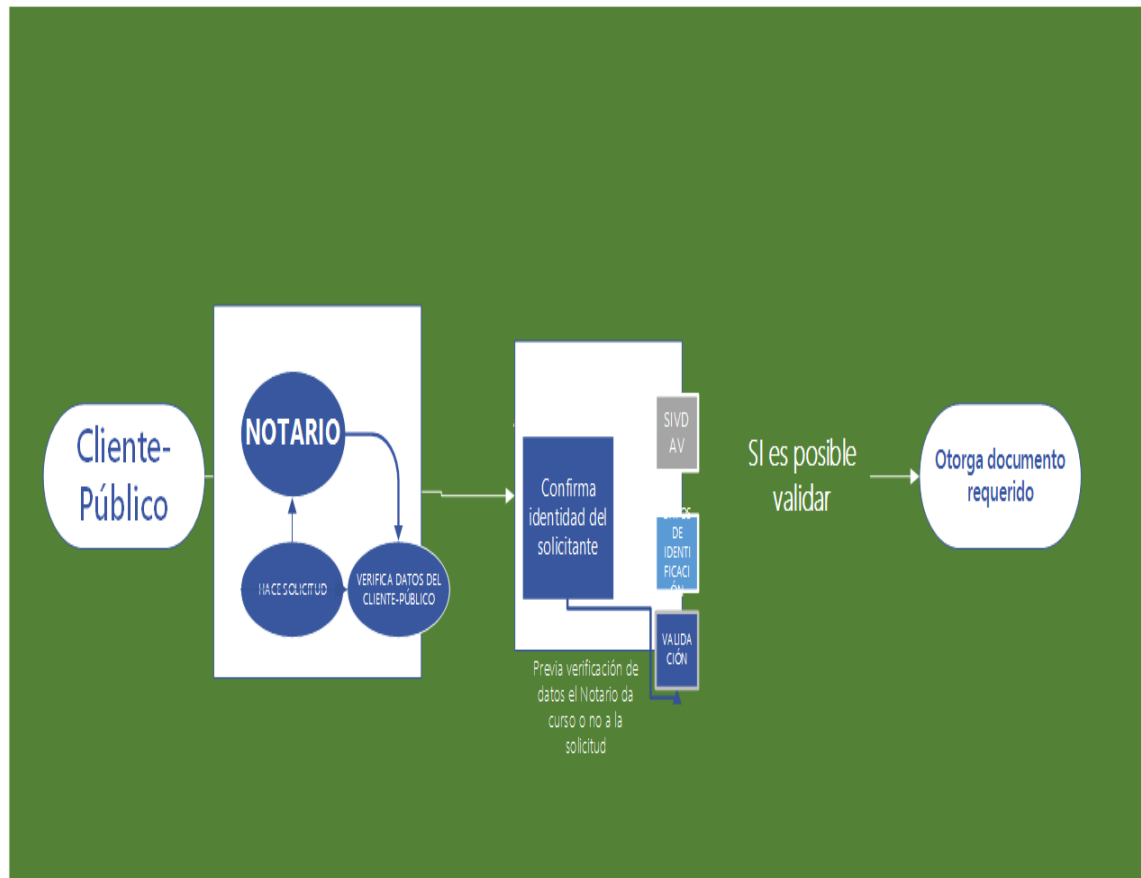 Cliente-
Público
NOTARIO
HACE SOLICITUD
VERIFICA DATOS DEL
CLIENTE-PÚBLICO
Confirma
identidad del
solicitante
SIVD
AV
DE
IDENTI
FICACI
ÓN
VALIDA
CIÓN
Previa verificación de
datos el Notario da
curso o no a la
solicitud
SI es posible
validar
Otorga documento
requerido